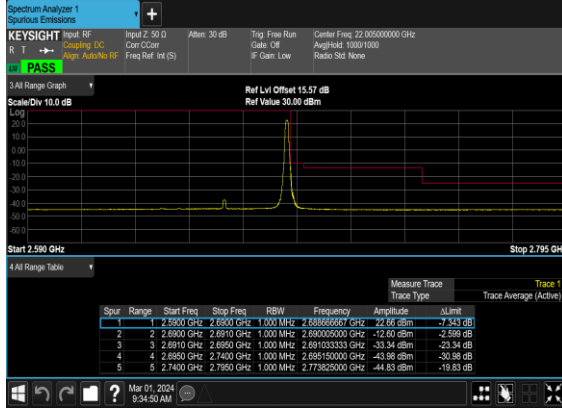 Spectrum Analyzer 1
Spurious Emissions
+
KEYSIGHT Input: RF Input Z: 50 Ω Atten: 30 dB Trig: Free Run Center Freq: 22.005000000 GHz
R T Coupling: DC Corr CCorr Gate: Off Avg|Hold: 1000/1000
Align: Auto/No RF Freq Ref: Int (S) IF Gain: Low Radio Std: None
PASS
3 All Range Graph
Ref Lvl Offset 15.57 dB
Scale/Div 10.0 dB Ref Value 30.00 dBm
Log
20.0
10.0
0.00
-10.0
-20.0
-30.0
-40.0
-50.0
-60.0
Start 2.590 GHz Stop 2.795 GH
4 All Range Table
Measure Trace Trace 1
Trace Type Trace Average (Active)
Spur Range Start Freq Stop Freq RBW Frequency Amplitude ΔLimit
1 1 2.5900 GHz 2.6900 GHz 1.000 MHz 2.688666667 GHz 22.66 dBm -7.343 dB
2 2 2.6900 GHz 2.6910 GHz 1.000 MHz 2.690005000 GHz -12.60 dBm -2.599 dB
3 3 2.6910 GHz 2.6950 GHz 1.000 MHz 2.691033333 GHz -33.34 dBm -23.34 dB
4 4 2.6950 GHz 2.7400 GHz 1.000 MHz 2.695150000 GHz -43.98 dBm -30.98 dB
5 5 2.7400 GHz 2.7950 GHz 1.000 MHz 2.773825000 GHz -44.83 dBm -19.83 dB
?
Mar 01, 2024
9:34:50 AM